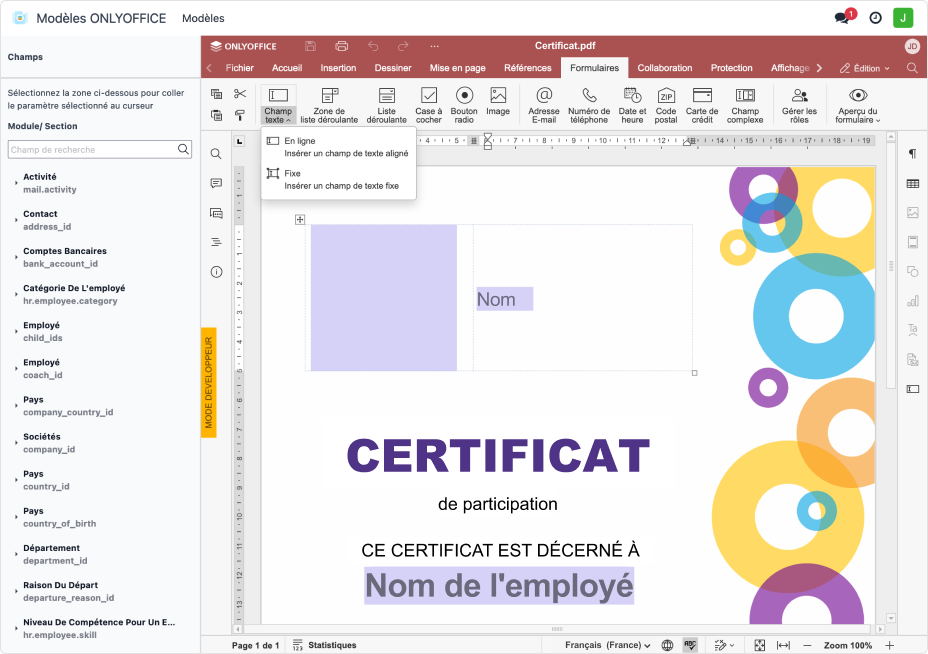 Modèles ONLYOFFICE Modèles
1
J
ONLYOFFICE
Certificat.pdf
JD
Fichier Accueil Insertion Dessiner Mise en page Références Formulaires Collaboration Protection Affichage Édition
Champs
Sélectionnez la zone ci-dessous pour coller
le paramètre sélectionné au curseur
Module/ Section
Champ de recherche
Activité
mail.activity
Contact
address_id
Comptes Bancaires
bank_account_id
Catégorie De L'employé
hr.employee.category
Employé
child_ids
Employé
coach_id
Pays
company_country_id
Sociétés
company_id
Pays
country_id
Pays
country_of_birth
Département
department_id
Raison Du Départ
departure_reason_id
Niveau De Compétence Pour Un E...
hr.employee.skill
Champ
texte
Zone de
liste déroulante
Liste
déroulante
Case à
cocher
Bouton
radio
Image
Adresse
E-mail
Numéro de
téléphone
Date et
heure
ZIP
Code
postal
Carte de
crédit
Champ
complexe
Gérer les
rôles
Aperçu du
formulaire
En ligne
Insérer un champ de texte aligné
Fixe
Insérer un champ de texte fixe
MODE DÉVELOPPEUR
Nom
CERTIFICAT
de participation
CE CERTIFICAT EST DÉCERNÉ À
Nom de l'employé
Page 1 de 1
123
Statistiques
Français (France)
ABC
Zoom 100%